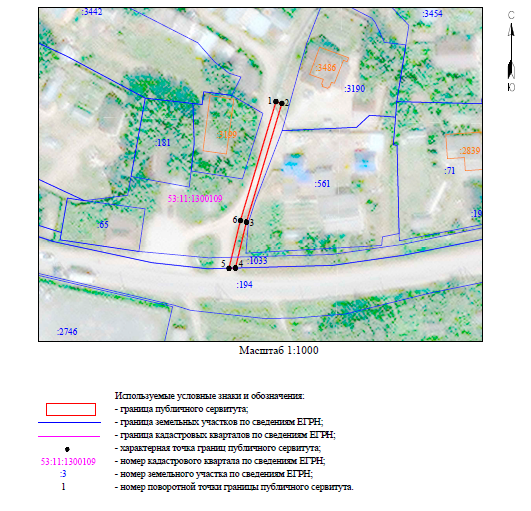 :3442
:3454
С
Ю
:3486
:3190
1
2
:181
:561
:2839
:71
53:11:1300109
:65
6
3
:19
5
4
:1033
:194
:2746
Масштаб 1:1000
Используемые условные знаки и обозначения:
- граница публичного сервитута;
- граница земельных участков по сведениям ЕГРН;
- граница кадастровых кварталов по сведениям ЕГРН;
- характерная точка границ публичного сервитута;
53:11:1300109 - номер кадастрового квартала по сведениям ЕГРН;
:3 - номер земельного участка по сведениям ЕГРН;
1 - номер поворотной точки границы публичного сервитута.